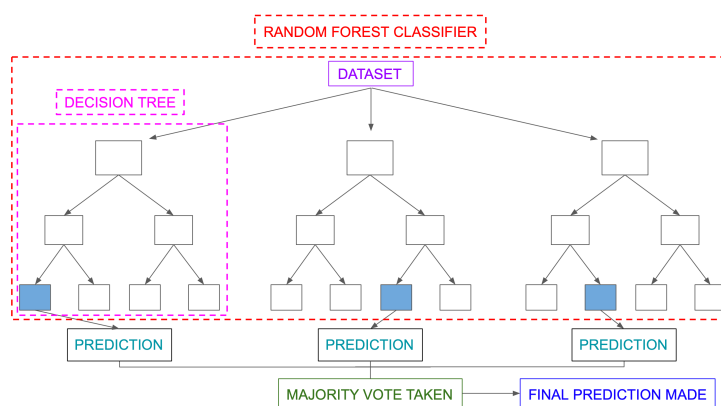 RANDOM FOREST CLASSIFIER
DATASET
DECISION TREE
PREDICTION
PREDICTION
PREDICTION
MAJORITY VOTE TAKEN
FINAL PREDICTION MADE